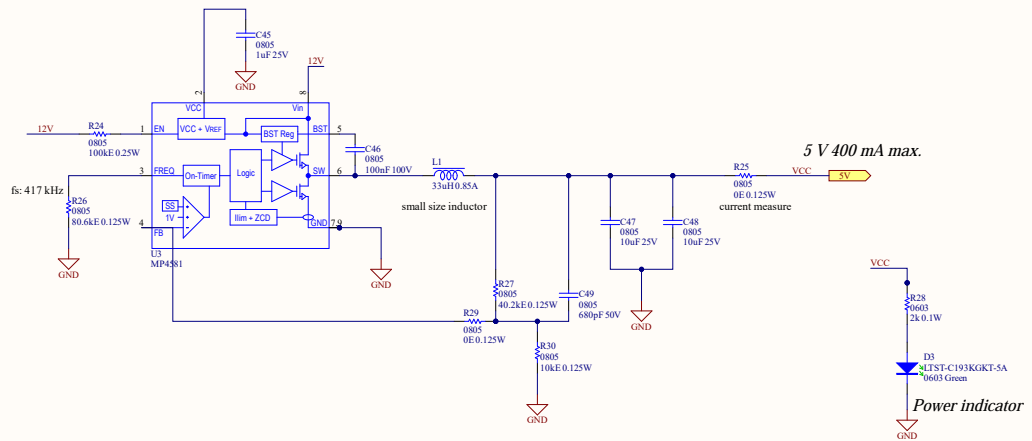 C45
0805
1uF 25V
GND
12V
2
8
VCC
Vin
12V
R24
0805
100kE 0.25W
1
EN
VCC + VREF
BST Reg
BST
5
C46
0805
100nF 100V
3
FREQ
On-Timer
Logic
SW
6
L1
33uH 0.85A
small size inductor
fs: 417 kHz
R26
0805
80.6kE 0.125W
GND
SS
1V
4
FB
Ilim + ZCD
GND
7,9
U3
MP4581
GND
R25
0805
0E 0.125W
current measure
VCC
5 V 400 mA max.
5V
C47
0805
10uF 25V
C48
0805
10uF 25V
GND
R27
0805
40.2kE 0.125W
C49
0805
680pF 50V
R29
0805
0E 0.125W
R30
0805
10kE 0.125W
GND
VCC
R28
0603
2k 0.1W
D3
LTST-C193KGKT-5A
0603 Green
Power indicator
GND